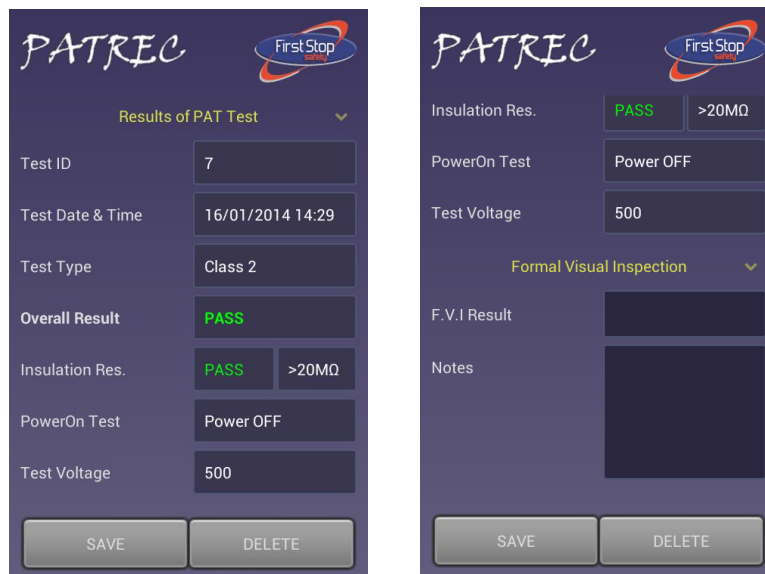 PATREC
First Stop
safety
Results of PAT Test
Test ID 7
Test Date & Time 16/01/2014 14:29
Test Type Class 2
Overall Result PASS
Insulation Res. PASS >20MΩ
PowerOn Test Power OFF
Test Voltage 500
SAVE DELETE
PATREC
First Stop
safety
Insulation Res. PASS >20MΩ
PowerOn Test Power OFF
Test Voltage 500
Formal Visual Inspection
F.V.I Result
Notes
SAVE DELETE